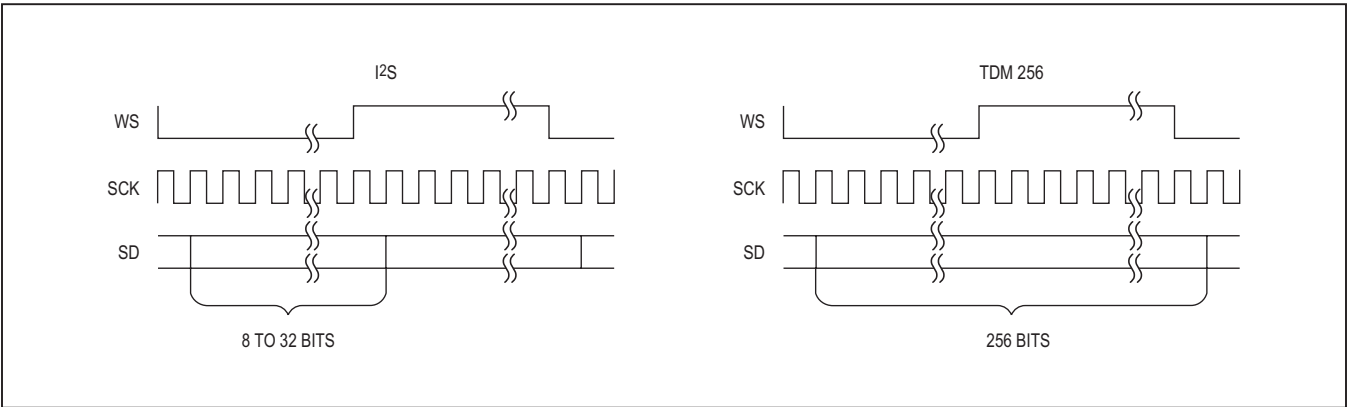 I²S
WS
SCK
SD
8 TO 32 BITS
TDM 256
WS
SCK
SD
256 BITS